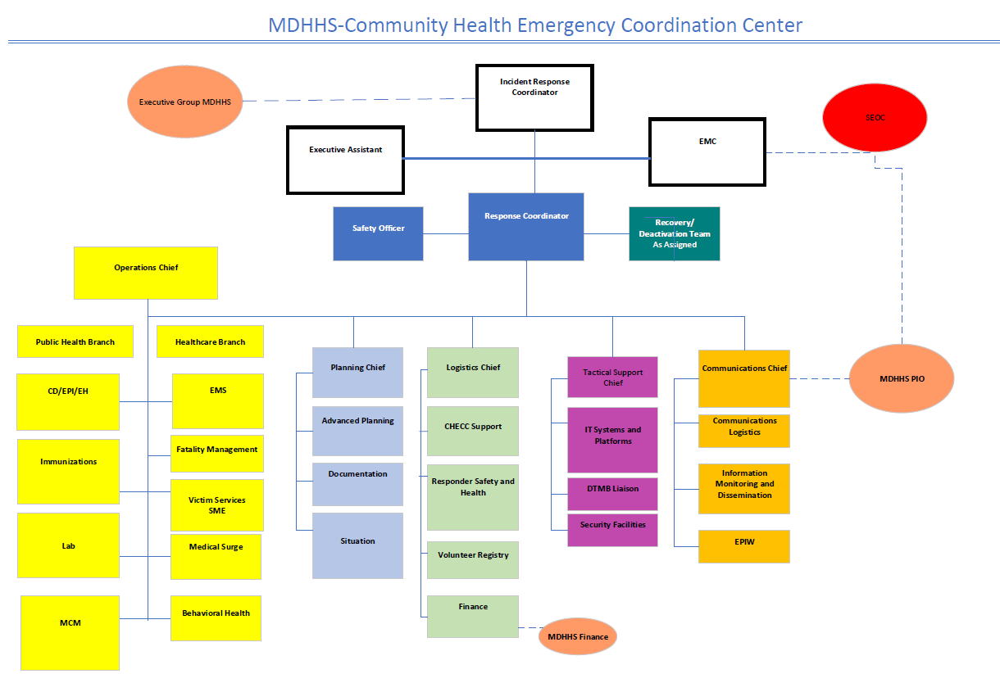 MDHHS-Community Health Emergency Coordination Center
Executive Group MDHHS
Incident Response
Coordinator
SEOC
Executive Assistant
EMC
Safety Officer
Response Coordinator
Recovery/
Deactivation Team
As Assigned
Operations Chief
Public Health Branch
Healthcare Branch
CD/EPI/EH
EMS
Immunizations
Fatality Management
Victim Services
SME
Lab
Medical Surge
MCM
Behavioral Health
Planning Chief
Advanced Planning
Documentation
Situation
Logistics Chief
CHECC Support
Responder Safety and
Health
Volunteer Registry
Finance
MDHHS Finance
Tactical Support
Chief
IT Systems and
Platforms
DTMB Liaison
Security Facilities
Communications Chief
Communications
Logistics
Information
Monitoring and
Dissemination
EPIW
MDHHS PIO